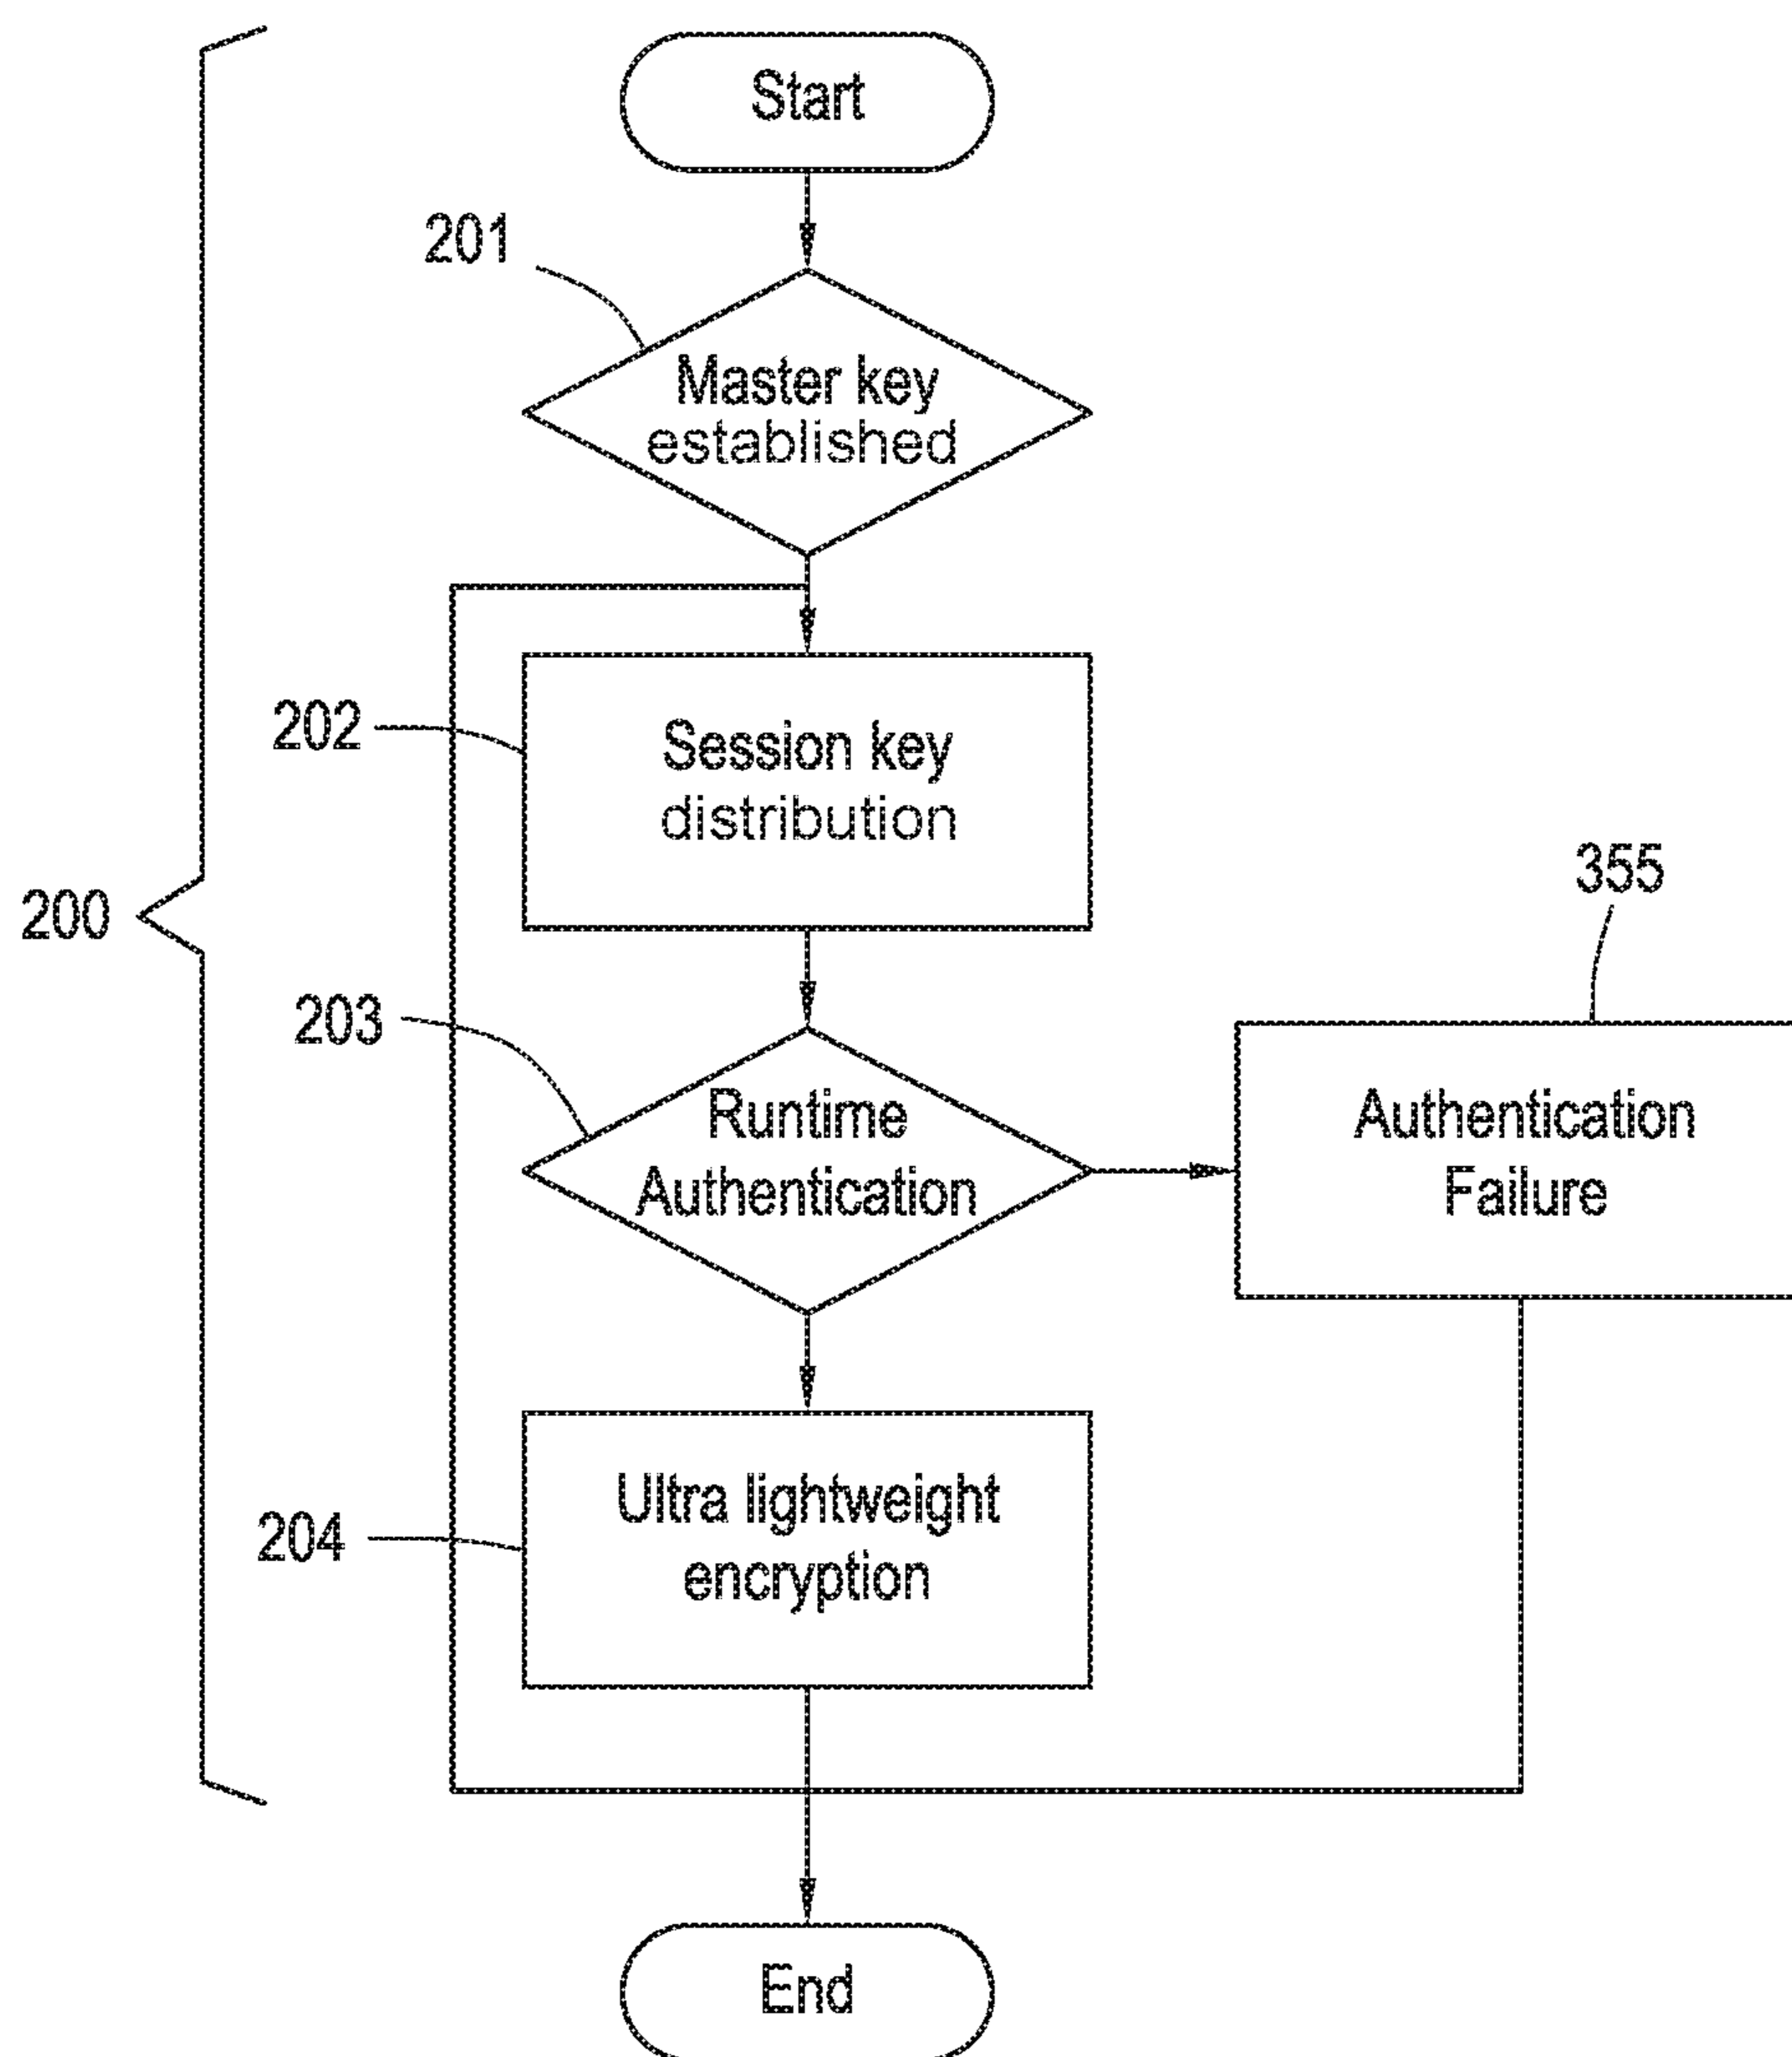 Start
201
Master key
established
202
Session key
distribution
355
200
203
Runtime
Authentication
Authentication
Failure
204
Ultra lightweight
encryption
End